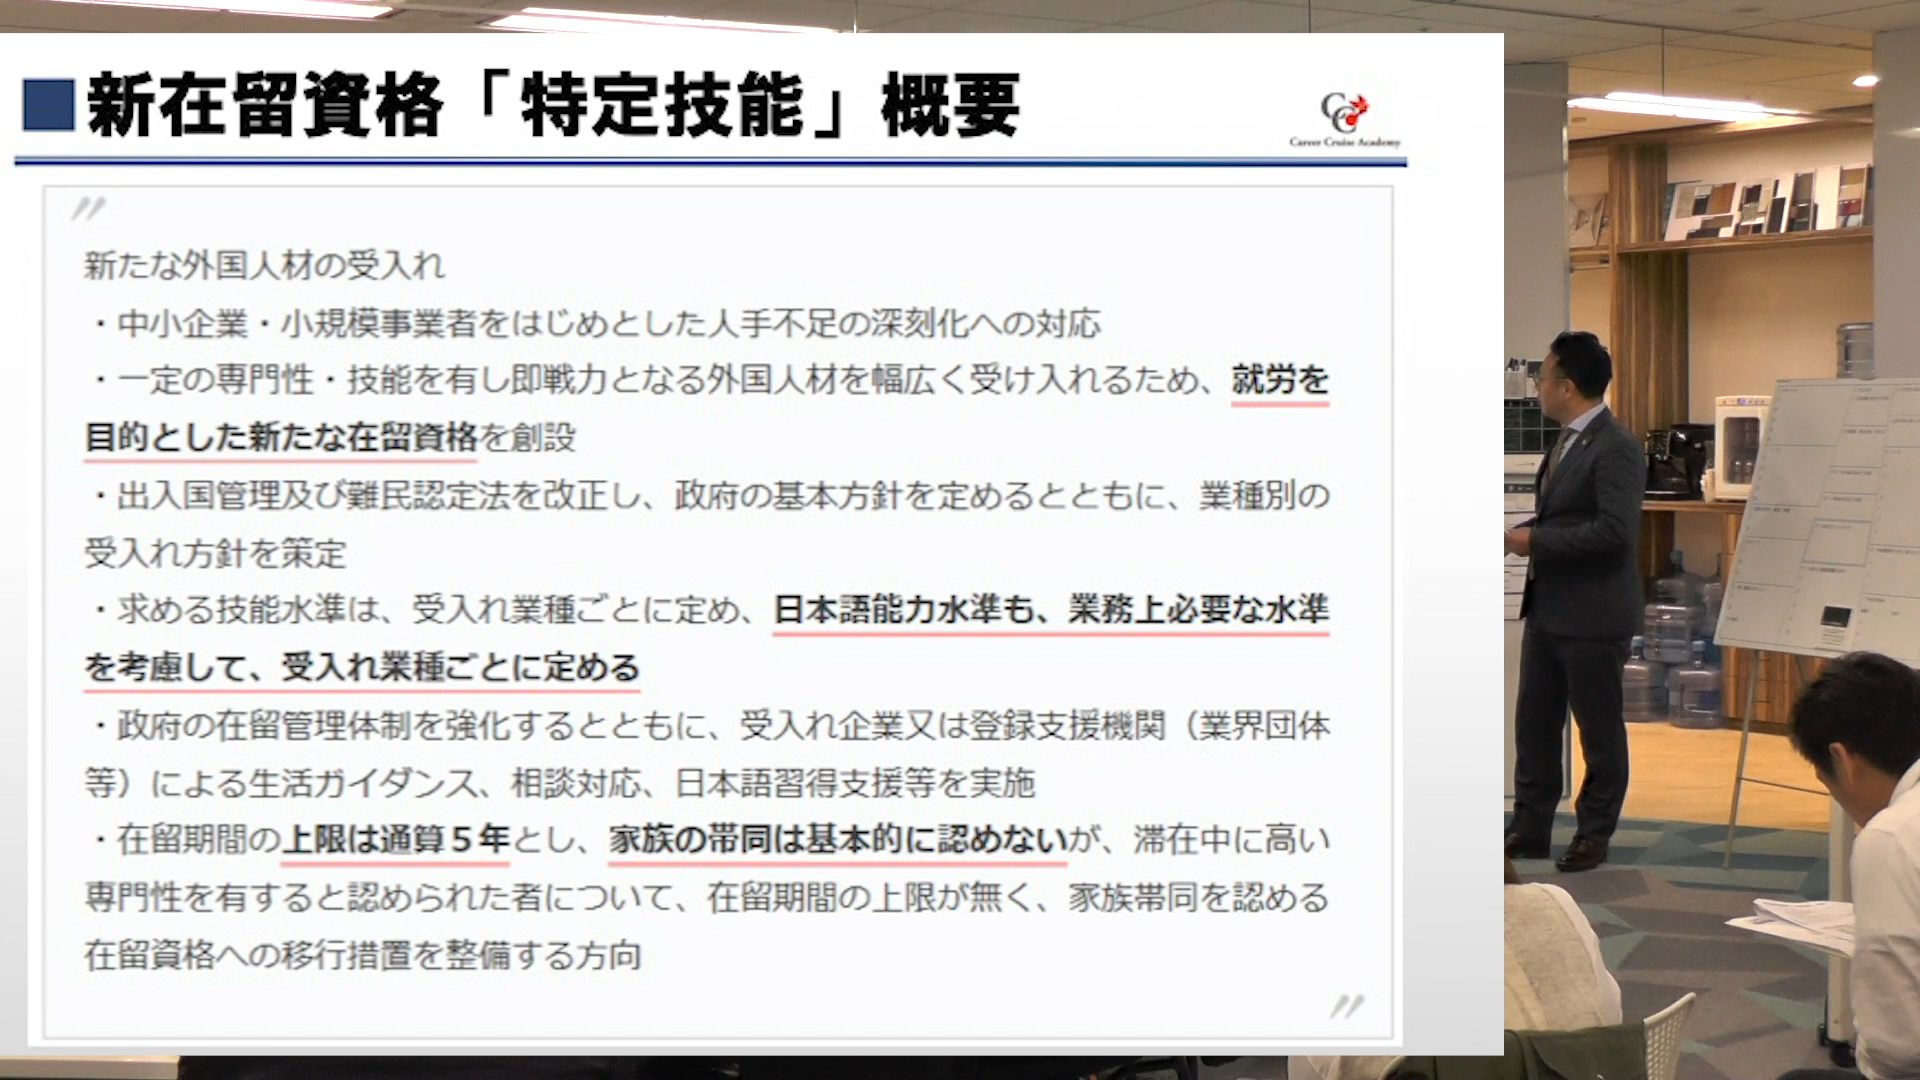 ■新在留資格「特定技能」概要
Career Cruise Academy
新たな外国人材の受入れ
・中小企業・小規模事業者をはじめとした人手不足の深刻化への対応
・一定の専門性・技能を有し即戦力となる外国人材を幅広く受け入れるため、就労を
目的とした新たな在留資格を創設
・出入国管理及び難民認定法を改正し、政府の基本方針を定めるとともに、業種別の
受入れ方針を策定
・求める技能水準は、受入れ業種ごとに定め、日本語能力水準も、業務上必要な水準
を考慮して、受入れ業種ごとに定める
・政府の在留管理体制を強化するとともに、受入れ企業又は登録支援機関（業界団体
等）による生活ガイダンス、相談対応、日本語習得支援等を実施
・在留期間の上限は通算５年とし、家族の帯同は基本的に認めないが、滞在中に高い
専門性を有すると認められた者について、在留期間の上限が無く、家族帯同を認める
在留資格への移行措置を整備する方向